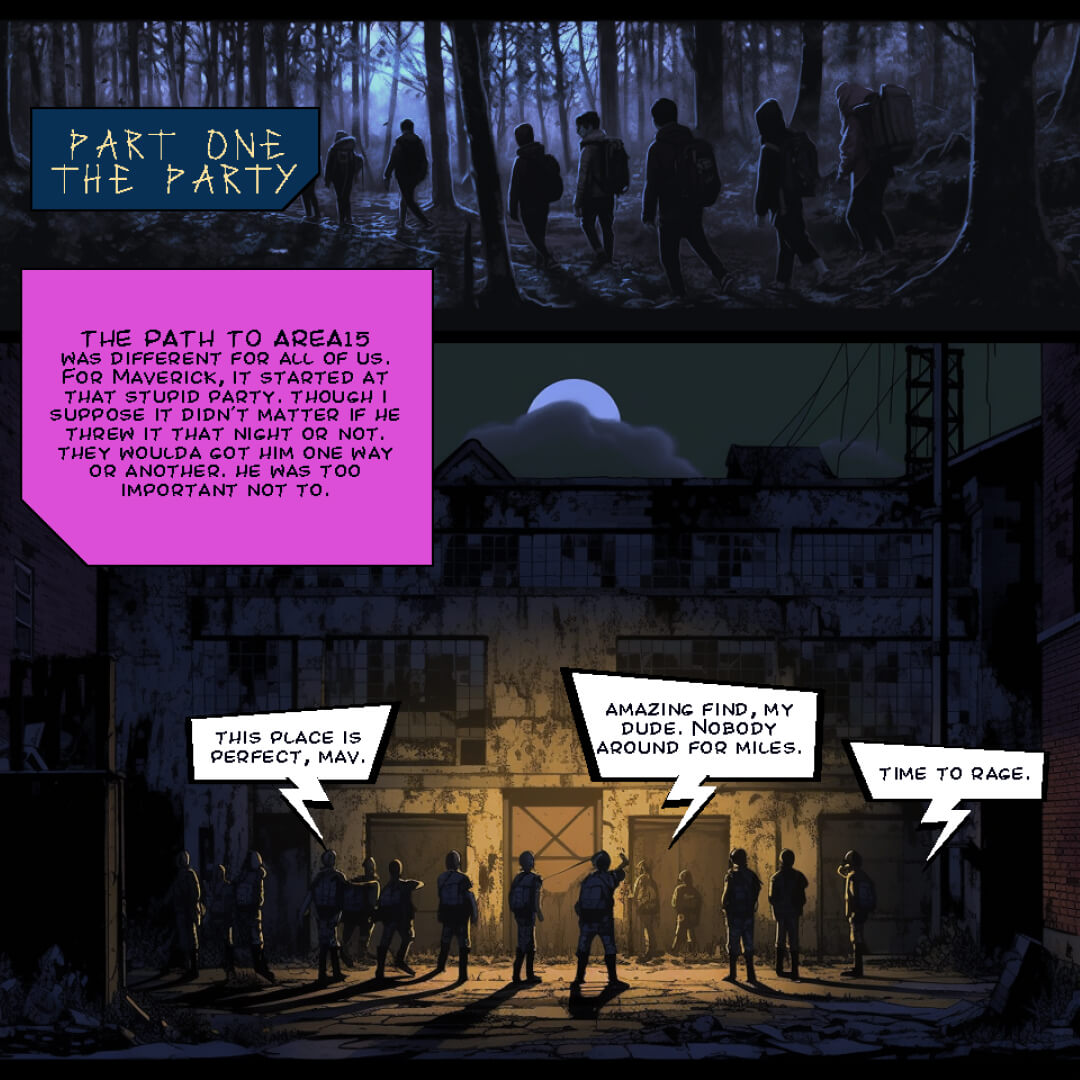 PART ONE
THE PARTY
THE PATH TO AREA15
WAS DIFFERENT FOR ALL OF US.
FOR MAVERICK, IT STARTED AT
THAT STUPID PARTY. THOUGH I
SUPPOSE IT DIDN'T MATTER IF HE
THREW IT THAT NIGHT OR NOT.
THEY WOULDA GOT HIM ONE WAY
OR ANOTHER. HE WAS TOO
IMPORTANT NOT TO.
THIS PLACE IS
PERFECT, MAV.
AMAZING FIND, MY
DUDE. NOBODY
AROUND FOR MILES.
TIME TO RAGE.